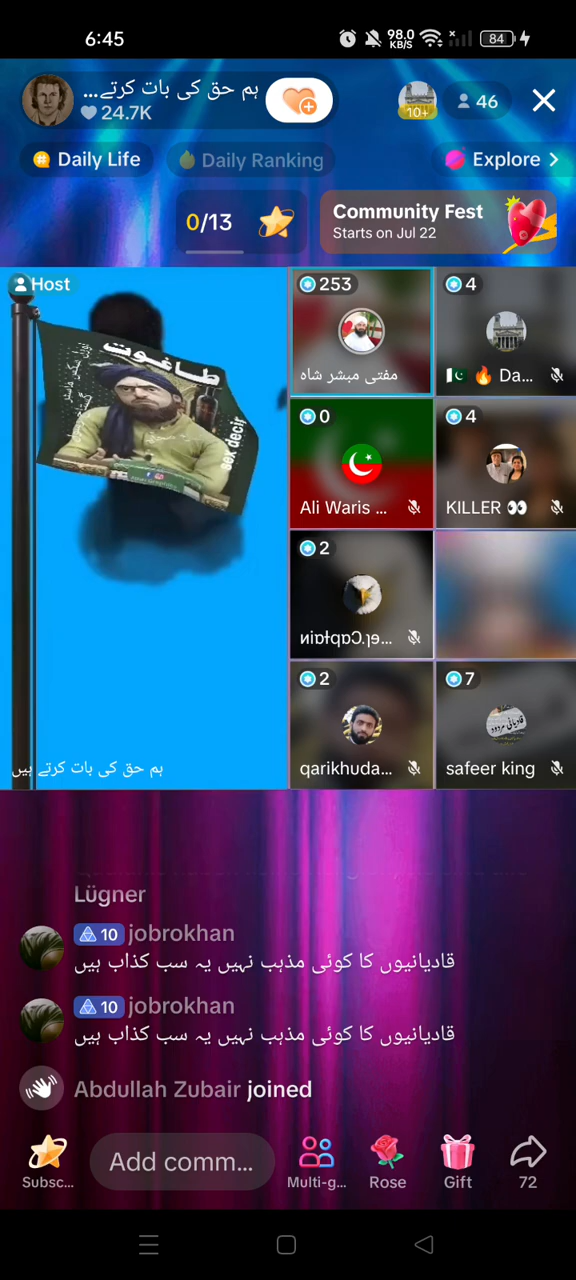 6:45
98.0
KB/S
84
ہم حق کی بات کرتے...
24.7K
10+
46
Daily Life
Daily Ranking
Explore
0/13
Community Fest
Starts on Jul 22
Host
253
4
طاغوت
sex decir
مفتی مبشر شاہ
Da...
0
4
Ali Waris ...
KILLER
2
2
7
قادیانی مردود
ہم حق کی بات کرتے ہیں
qarikhuda...
safeer king
Lügner
10 jobrokhan
قادیانیوں کا کوئی مذہب نہیں یہ سب کذاب ہیں
10 jobrokhan
قادیانیوں کا کوئی مذہب نہیں یہ سب کذاب ہیں
Abdullah Zubair joined
Add comm...
Subsc...
Multi-g...
Rose
Gift
72